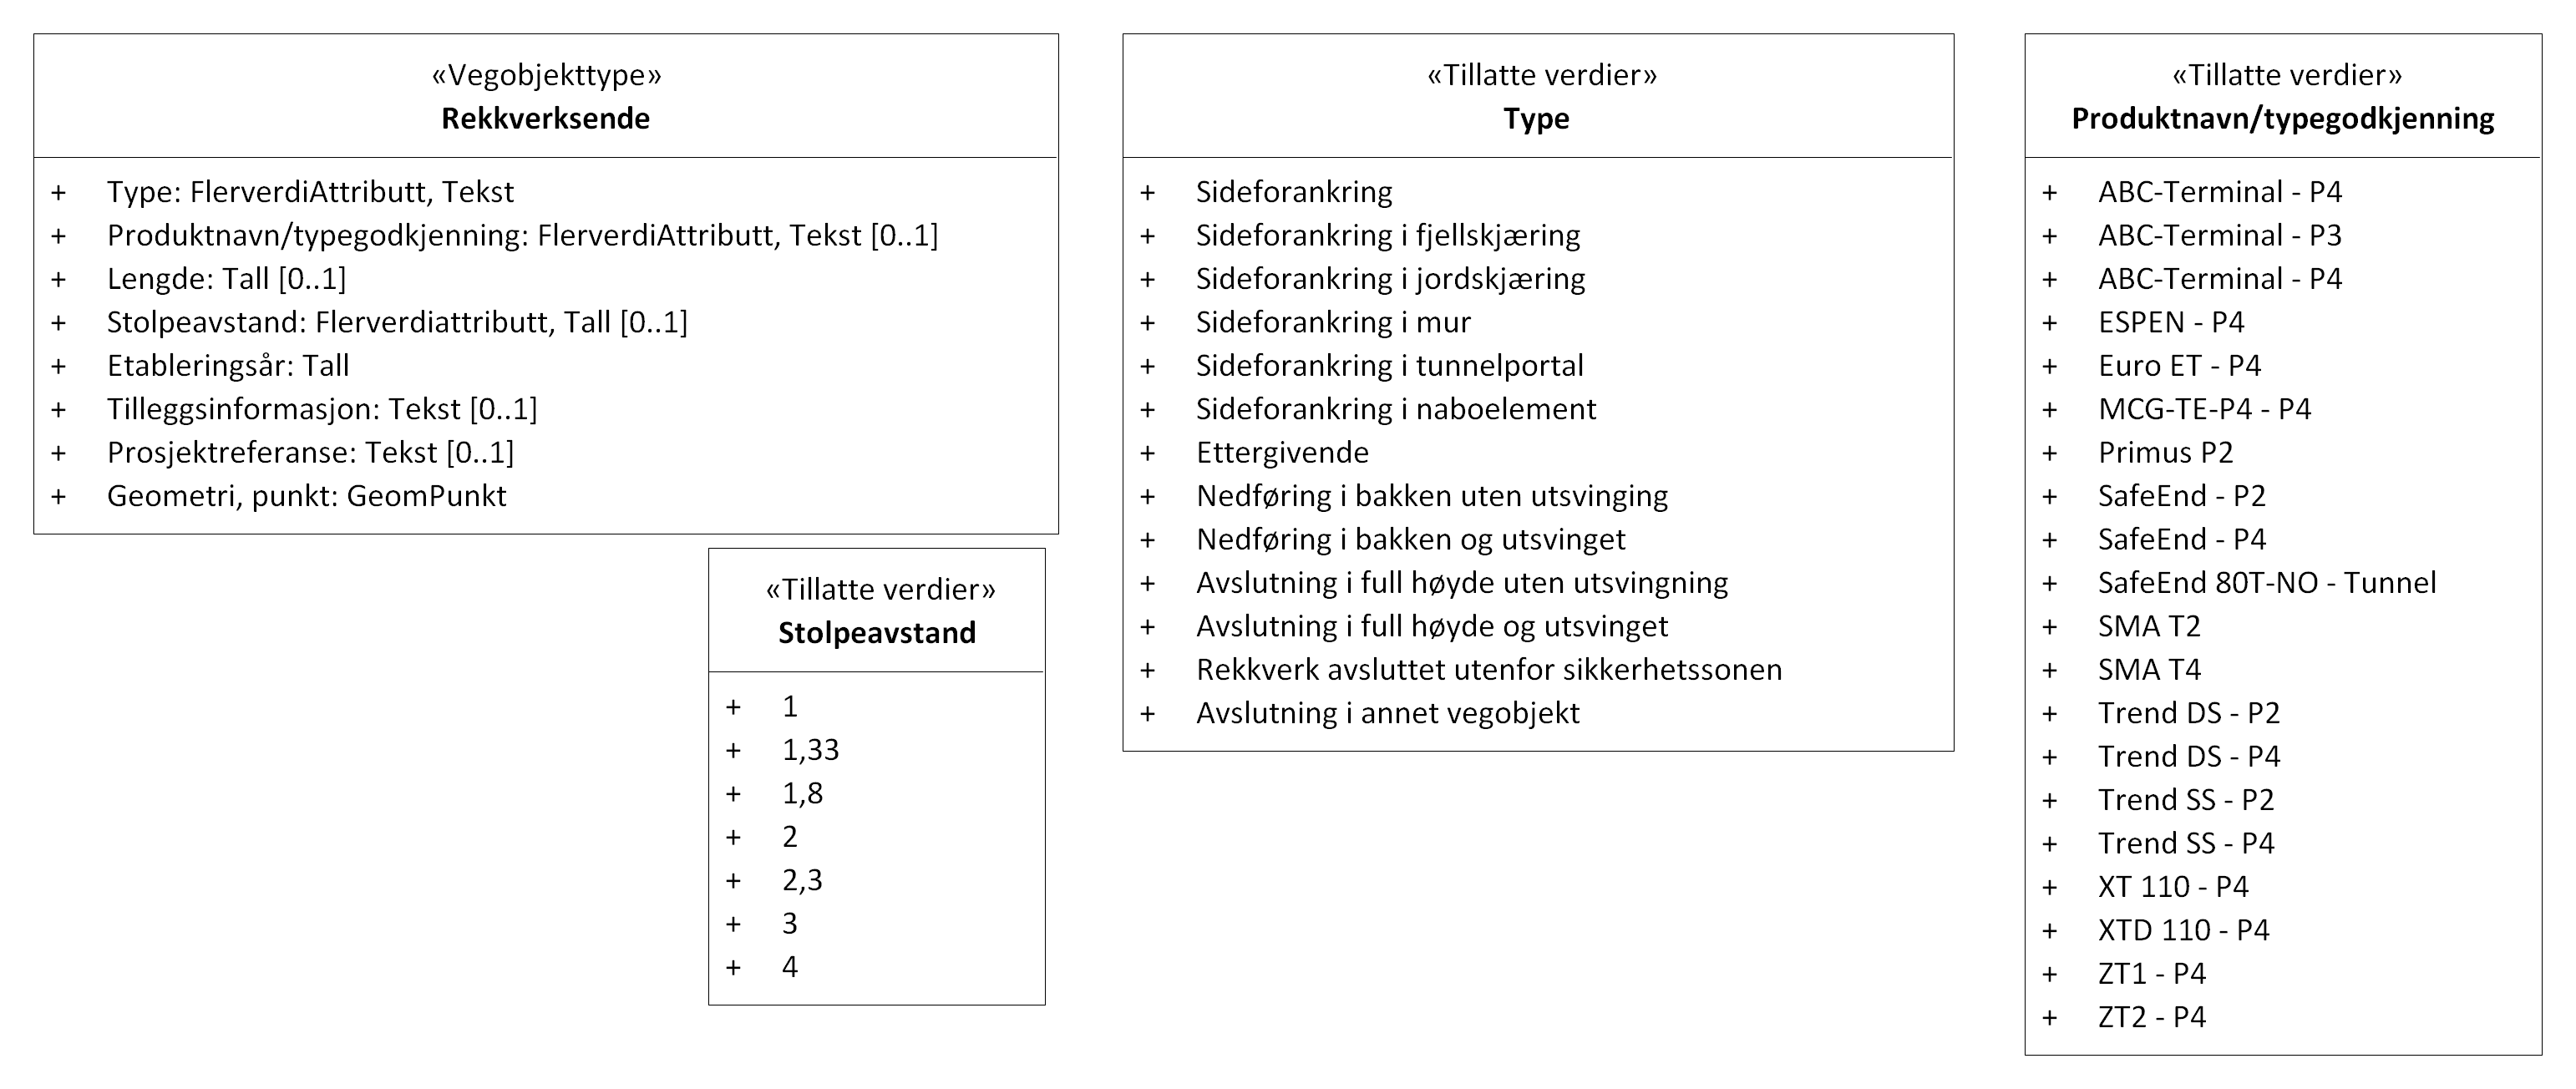 «Vegobjekttype»
Rekkverksende
+ Type: FlerverdiAttributt, Tekst
+ Produktnavn/typegodkjenning: FlerverdiAttributt, Tekst [0..1]
+ Lengde: Tall [0..1]
+ Stolpeavstand: Flerverdiattributt, Tall [0..1]
+ Etableringsår: Tall
+ Tilleggsinformasjon: Tekst [0..1]
+ Prosjektreferanse: Tekst [0..1]
+ Geometri, punkt: GeomPunkt
«Tillatte verdier»
Stolpeavstand
+ 1
+ 1,33
+ 1,8
+ 2
+ 2,3
+ 3
+ 4
«Tillatte verdier»
Type
+ Sideforankring
+ Sideforankring i fjellskjæring
+ Sideforankring i jordskjæring
+ Sideforankring i mur
+ Sideforankring i tunnelportal
+ Sideforankring i naboelement
+ Ettergivende
+ Nedføring i bakken uten utsvinging
+ Nedføring i bakken og utsvinget
+ Avslutning i full høyde uten utsvingning
+ Avslutning i full høyde og utsvinget
+ Rekkverk avsluttet utenfor sikkerhetssonen
+ Avslutning i annet vegobjekt
«Tillatte verdier»
Produktnavn/typegodkjenning
+ ABC-Terminal - P4
+ ABC-Terminal - P3
+ ABC-Terminal - P4
+ ESPEN - P4
+ Euro ET - P4
+ MCG-TE-P4 - P4
+ Primus P2
+ SafeEnd - P2
+ SafeEnd - P4
+ SafeEnd 80T-NO - Tunnel
+ SMA T2
+ SMA T4
+ Trend DS - P2
+ Trend DS - P4
+ Trend SS - P2
+ Trend SS - P4
+ XT 110 - P4
+ XTD 110 - P4
+ ZT1 - P4
+ ZT2 - P4